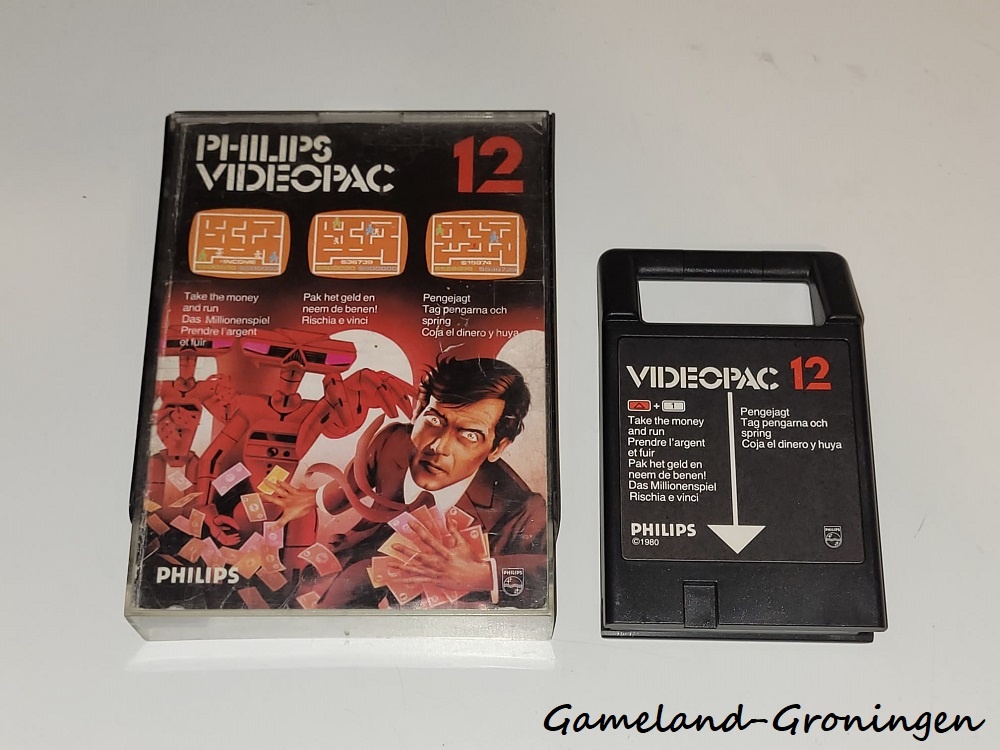 PHILIPS
VIDEOPAC
12
Take the money
and run
Das Millionenspiel
Prendre l'argent
et fuir
Pak het geld en
neem de benen!
Rischia e vinci
Pengejagt
Tag pengarna och
spring
Coja el dinero y huya
PHILIPS
PHILIPS
VIDEOPAC 12
+ 1
Take the money
and run
Prendre l'argent
et fuir
Pak het geld en
neem de benen!
Das Millionenspiel
Rischia e vinci
Pengejagt
Tag pengarna och
spring
Coja el dinero y huya
PHILIPS
©1980
PHILIPS
Gameland-Groningen